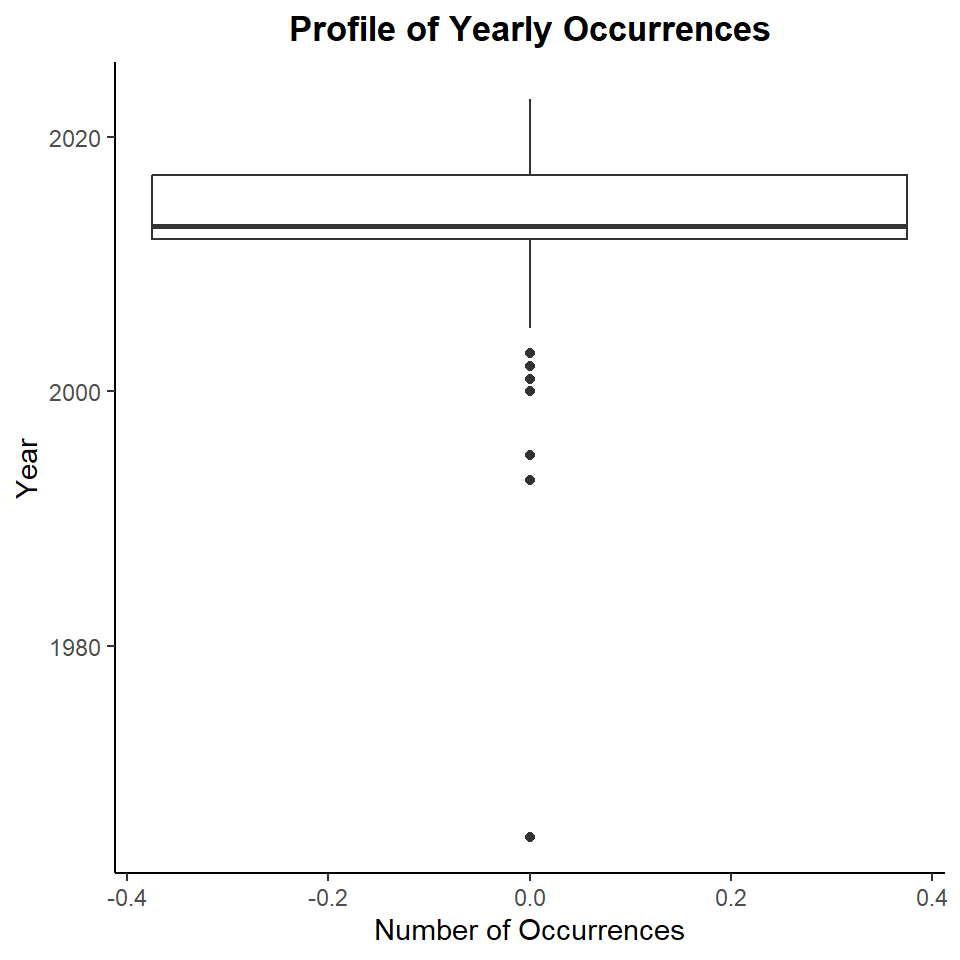 Profile of Yearly Occurrences
2020
2000
1980
Year
-0.4 -0.2 0.0 0.2 0.4
Number of Occurrences